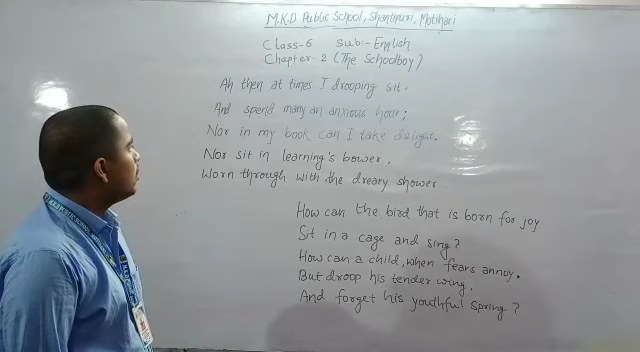 M.K.D Public School, Shantipuri, Motihari
Class-6 Sub:- English
Chapter-2 (The Schoolboy)
Ah then at times I drooping sit.
And spend many an anxious hour;
Nor in my book can I take delight.
Nor sit in learning's bower,
Worn through with the dreary shower.
How can the bird that is born for joy
Sit in a cage and sing?
How can a child, when fears annoy.
But droop his tender wing,
And forget his youthful spring?